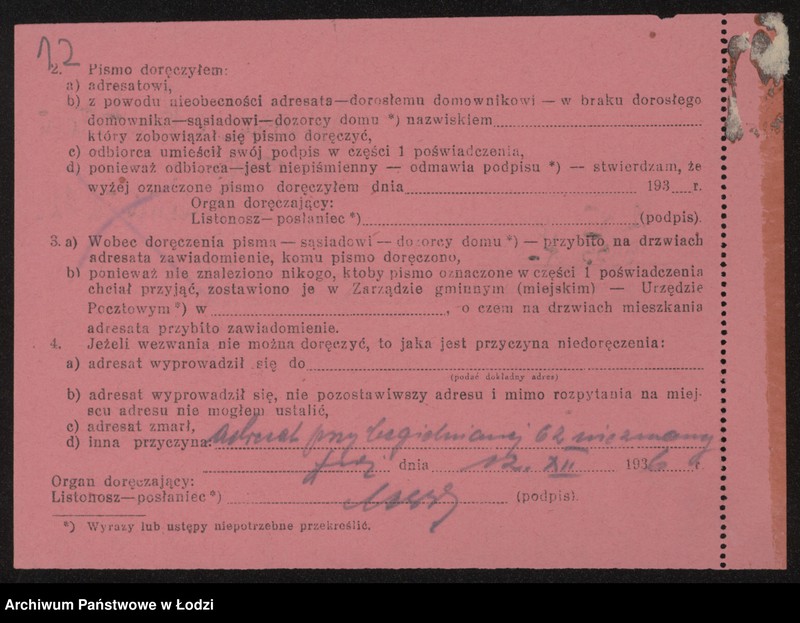 12
2. Pismo doręczyłem:
a) adresatowi,
b) z powodu nieobecności adresata—dorosłemu domownikowi — w braku dorosłego
domownika—sąsiadowi—dozorcy domu *) nazwiskiem
który zobowiązał się pismo doręczyć,
c) odbiorca umieścił swój podpis w części 1 poświadczenia,
d) ponieważ odbiorca—jest niepiśmienny — odmawia podpisu *) — stwierdzam, że
wyżej oznaczone pismo doręczyłem dnia 193 r.
Organ doręczający:
Listonosz—posłaniec *) (podpis).
3. a) Wobec doręczenia pisma — sąsiadowi — dozorcy domu *) — przybito na drzwiach
adresata zawiadomienie, komu pismo doręczono,
b) ponieważ nie znaleziono nikogo, ktoby pismo oznaczone w części 1 poświadczenia
chciał przyjąć, zostawiono je w Zarządzie gminnym (miejskim) — Urzędzie
Pocztowym *) w , o czem na drzwiach mieszkania
adresata przybito zawiadomienie.
4. Jeżeli wezwania nie można doręczyć, to jaka jest przyczyna niedoręczenia:
a) adresat wyprowadził się do
(podać dokładny adres)
b) adresat wyprowadził się, nie pozostawiwszy adresu i mimo rozpytania na miej-
scu adresu nie mogłem ustalić,
c) adresat zmarł,
d) inna przyczyna: adresat przy 62 nieznany
dnia 12. XII 1936 r.
Organ doręczający:
Listonosz—posłaniec *) (podpis).
*) Wyrazy lub ustępy niepotrzebne przekreślić.
Archiwum Państwowe w Łodzi